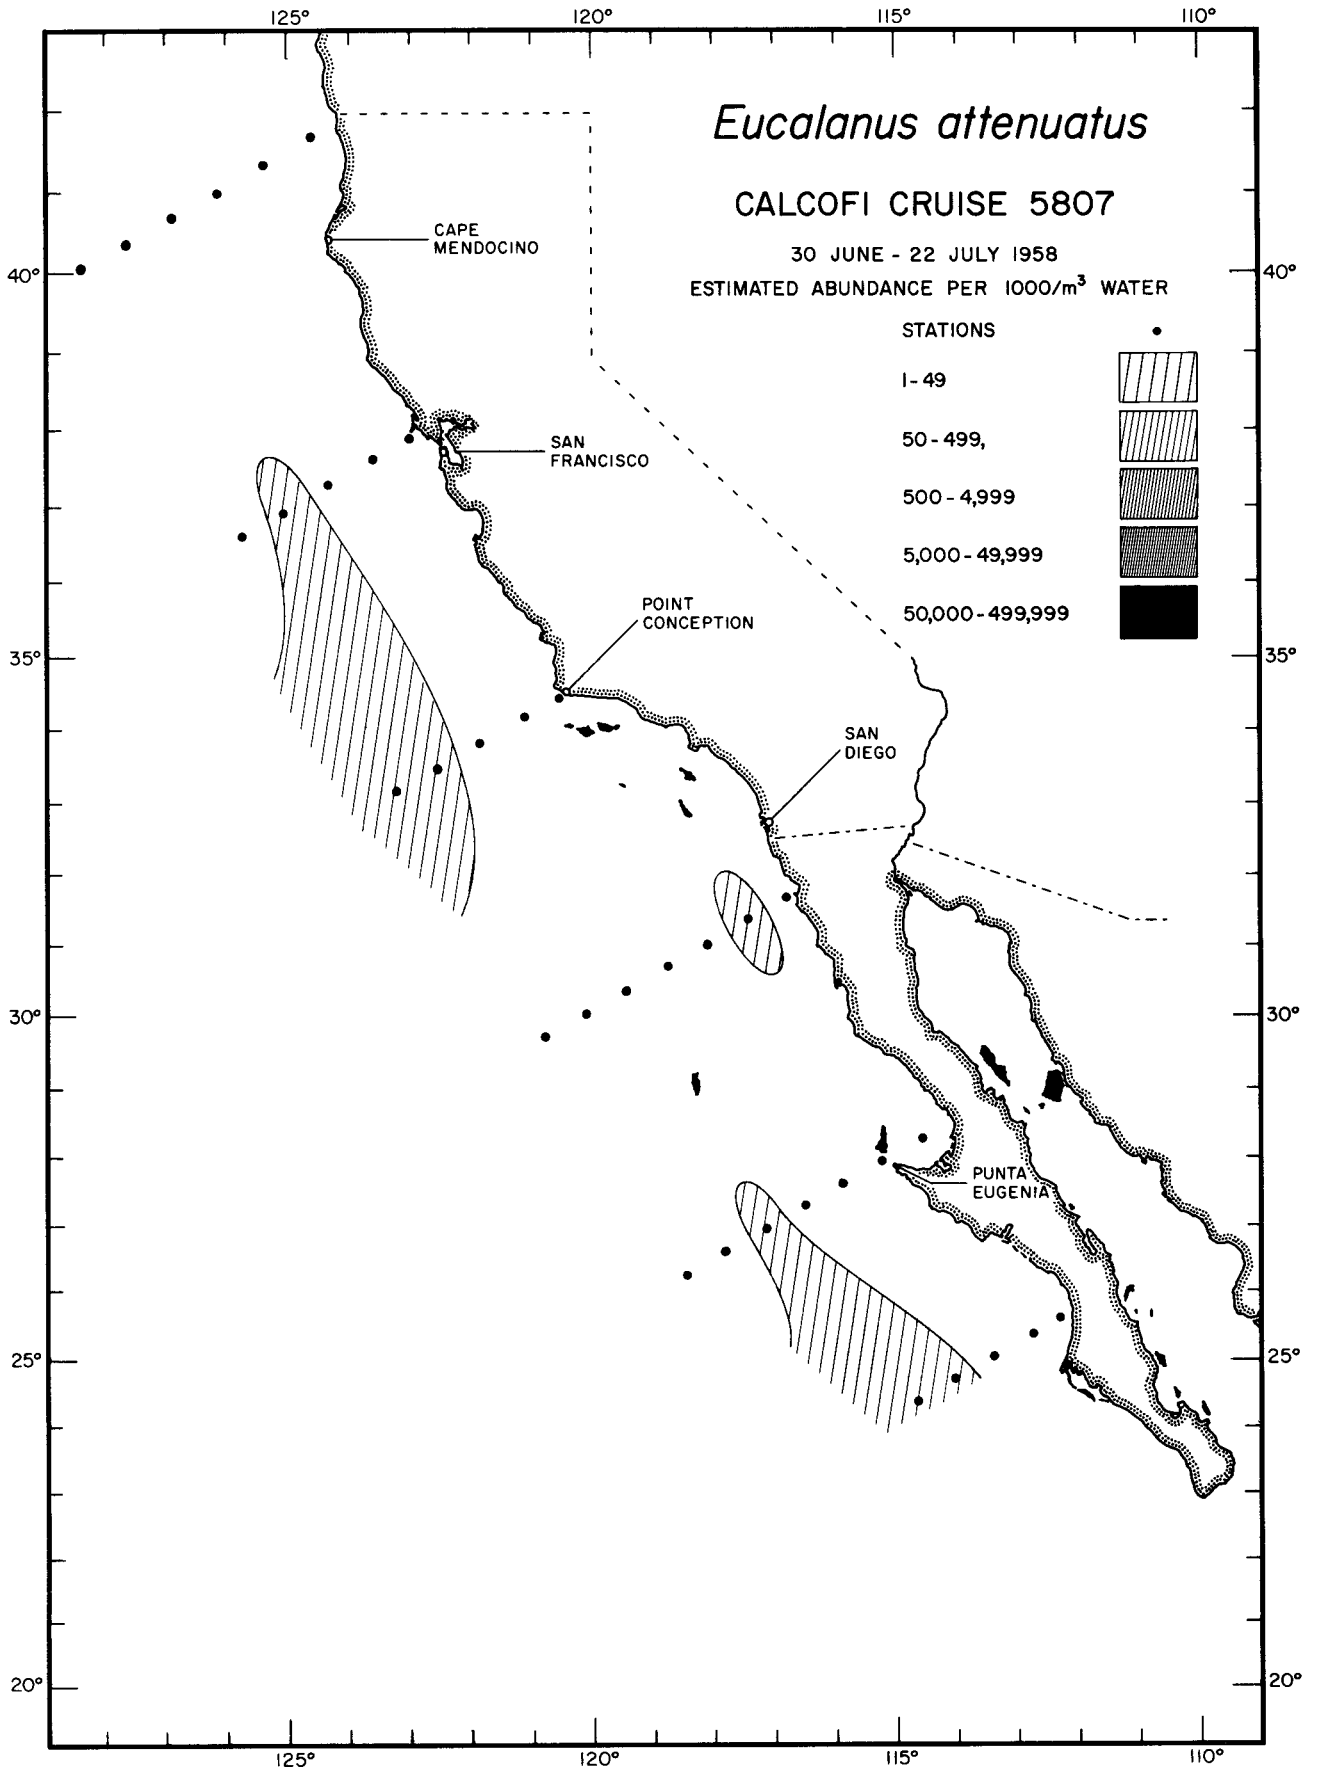 125° 120° 115° 110°
Eucalanus attenuatus
CALCOFI CRUISE 5807
30 JUNE - 22 JULY 1958
ESTIMATED ABUNDANCE PER 1000/m³ WATER
STATIONS
1-49
50-499,
500-4,999
5,000-49,999
50,000-499,999
CAPE
MENDOCINO
40° 40°
SAN
FRANCISCO
POINT
CONCEPTION
35° 35°
SAN
DIEGO
30° 30°
PUNTA
EUGENIA
25° 25°
20° 20°
125° 120° 115° 110°